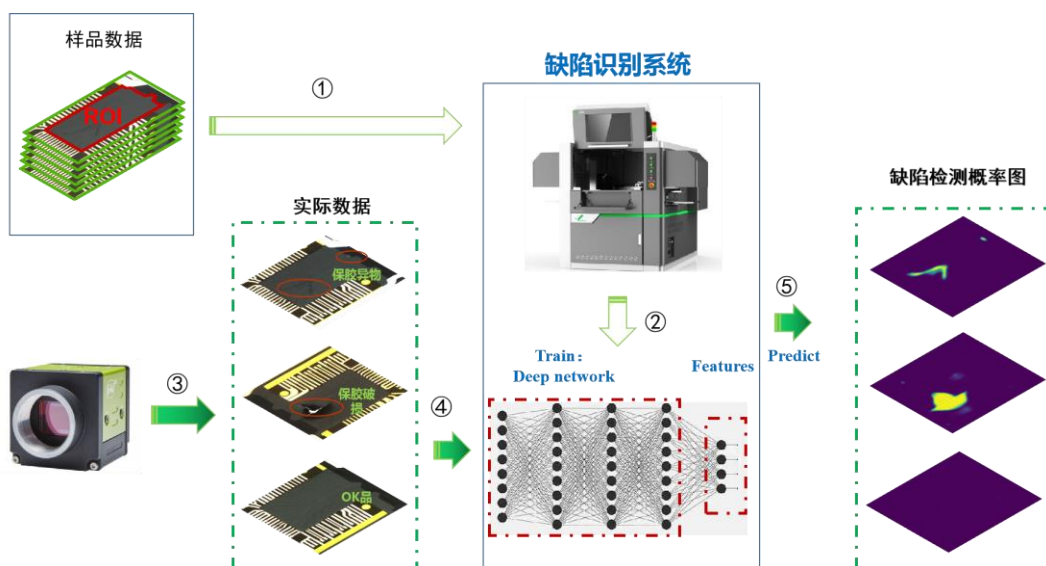 样品数据
ROI
①
缺陷识别系统
实际数据
保胶异物
保胶破
损
OK品
③
④
②
Train:
Deep network
Features
⑤
Predict
缺陷检测概率图